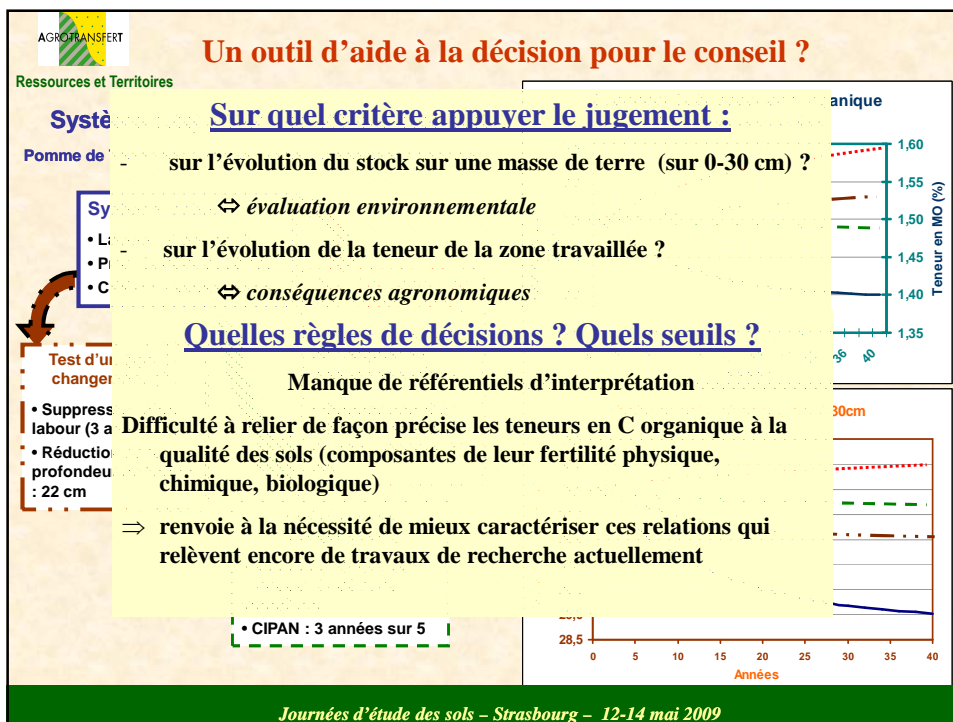 AGROTRANSFERT
Un outil d'aide à la décision pour le conseil ?
Ressources et Territoires
Pomme de
Sur quel critère appuyer le jugement :
- sur l'évolution du stock sur une masse de terre (sur 0-30 cm) ?
⇔ évaluation environnementale
- sur l'évolution de la teneur de la zone travaillée ?
⇔ conséquences agronomiques
Quelles règles de décisions ? Quels seuils ?
Manque de référentiels d'interprétation
Difficulté à relier de façon précise les teneurs en C organique à la
qualité des sols (composantes de leur fertilité physique,
chimique, biologique)
⇒ renvoie à la nécessité de mieux caractériser ces relations qui
relèvent encore de travaux de recherche actuellement
Test d'un
changem
• Suppress
labour (3 a
• Réduction
profondeu
: 22 cm
• CIPAN : 3 années sur 5
anique
1,60
1,55
1,50
1,45
1,40
1,35
Teneur en MO (%)
36 40
30cm
28,5
0 5 10 15 20 25 30 35 40
Années
Journées d'étude des sols – Strasbourg – 12-14 mai 2009